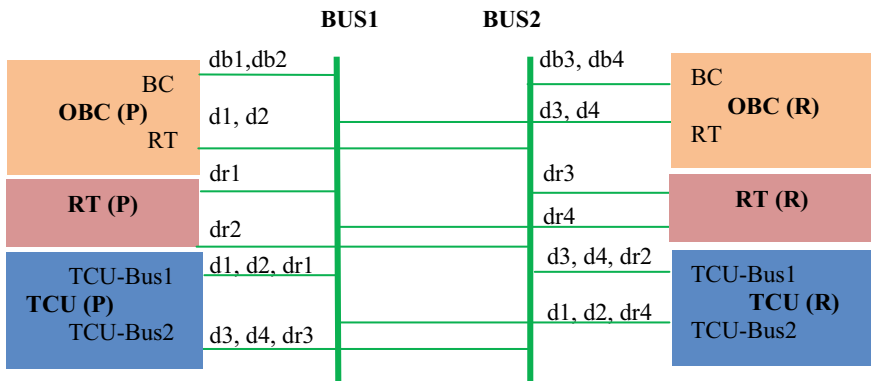 BUS1 BUS2
db1,db2 db3, db4
BC BC
OBC (P) OBC (R)
d1, d2 d3, d4
RT RT
dr1 dr3
RT (P) RT (R)
dr2 dr4
TCU-Bus1 d1, d2, dr1 d3, d4, dr2 TCU-Bus1
TCU (P) TCU (R)
TCU-Bus2 d3, d4, dr3 d1, d2, dr4 TCU-Bus2